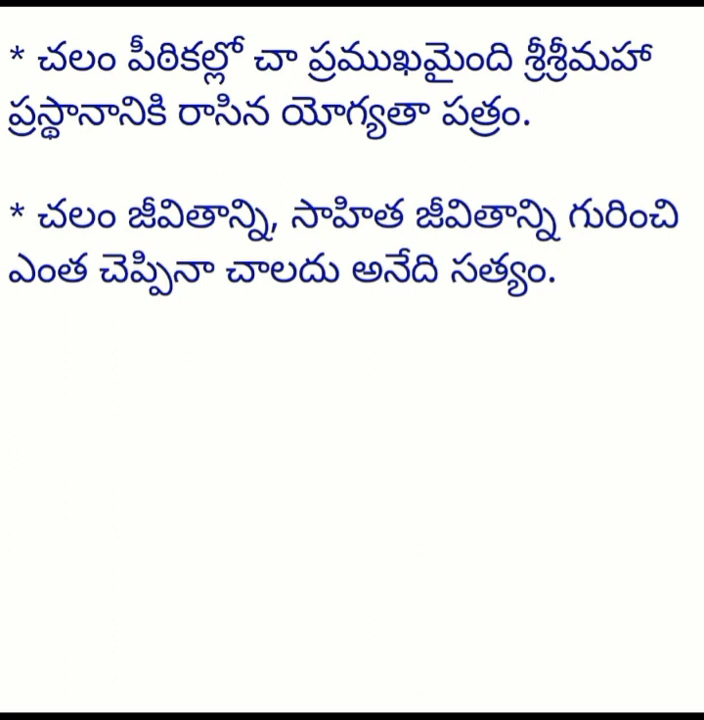 * చలం పీఠికల్లో చా ప్రముఖమైంది శ్రీశ్రీమహా
ప్రస్థానానికి రాసిన యోగ్యతా పత్రం.
* చలం జీవితాన్ని, సాహిత జీవితాన్ని గురించి
ఎంత చెప్పినా చాలదు అనేది సత్యం.